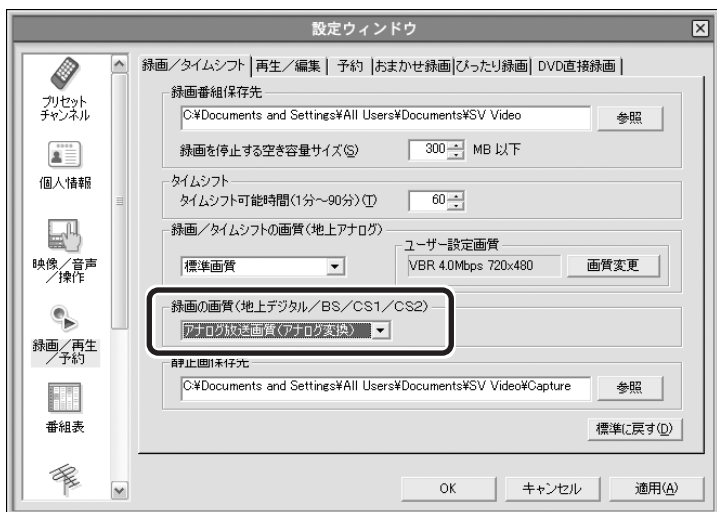 設定ウィンドウ
プリセット
チャンネル
個人情報
映像／音声
／操作
録画／再生
／予約
番組表
録画／タイムシフト 再生／編集 予約 おまかせ録画 ぴったり録画 DVD直接録画
録画番組保存先
C:¥Documents and Settings¥All Users¥Documents¥SV Video 参照
録画を停止する空き容量サイズ(S) 300 MB 以下
タイムシフト
タイムシフト可能時間(1分～90分)(T) 60
録画／タイムシフトの画質(地上アナログ)
ユーザー設定画質
標準画質 VBR 4.0Mbps 720x480 画質変更
録画の画質(地上デジタル／BS／CS1／CS2)
アナログ放送画質(アナログ変換)
静止画保存先
C:¥Documents and Settings¥All Users¥Documents¥SV Video¥Capture 参照
標準に戻す(D)
OK キャンセル 適用(A)